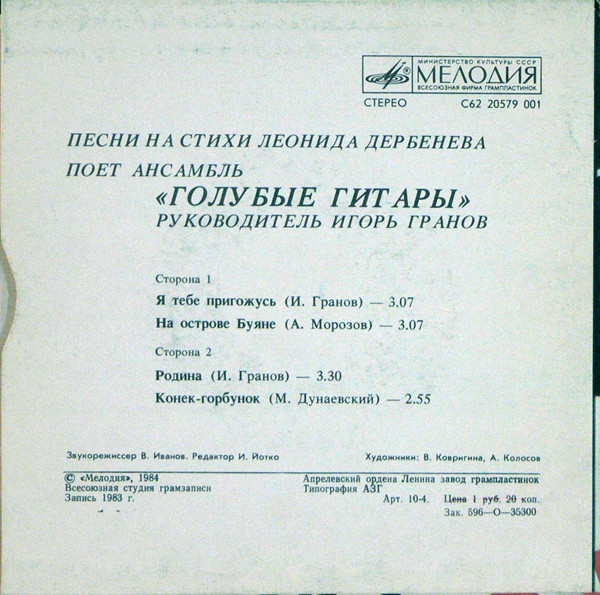 МИНИСТЕРСТВО КУЛЬТУРЫ СССР
МЕЛОДИЯ
ВСЕСОЮЗНАЯ ФИРМА ГРАМПЛАСТИНОК
СТЕРЕО С62 20579 001
ПЕСНИ НА СТИХИ ЛЕОНИДА ДЕРБЕНЕВА
ПОЕТ АНСАМБЛЬ
«ГОЛУБЫЕ ГИТАРЫ»
РУКОВОДИТЕЛЬ ИГОРЬ ГРАНОВ
Сторона 1
Я тебе пригожусь (И. Гранов) — 3.07
На острове Буяне (А. Морозов) — 3.07
Сторона 2
Родина (И. Гранов) — 3.30
Конек-горбунок (М. Дунаевский) — 2.55
Звукорежиссер В. Иванов. Редактор И. Йотко
Художники: В. Ковригина, А. Колосов
© «Мелодия», 1984
Всесоюзная студия грамзаписи
Запись 1983 г.
Апрелевский ордена Ленина завод грампластинок
Типография АЗГ
Арт. 10-4. Цена 1 руб. 20 коп.
Зак. 596—О—35300